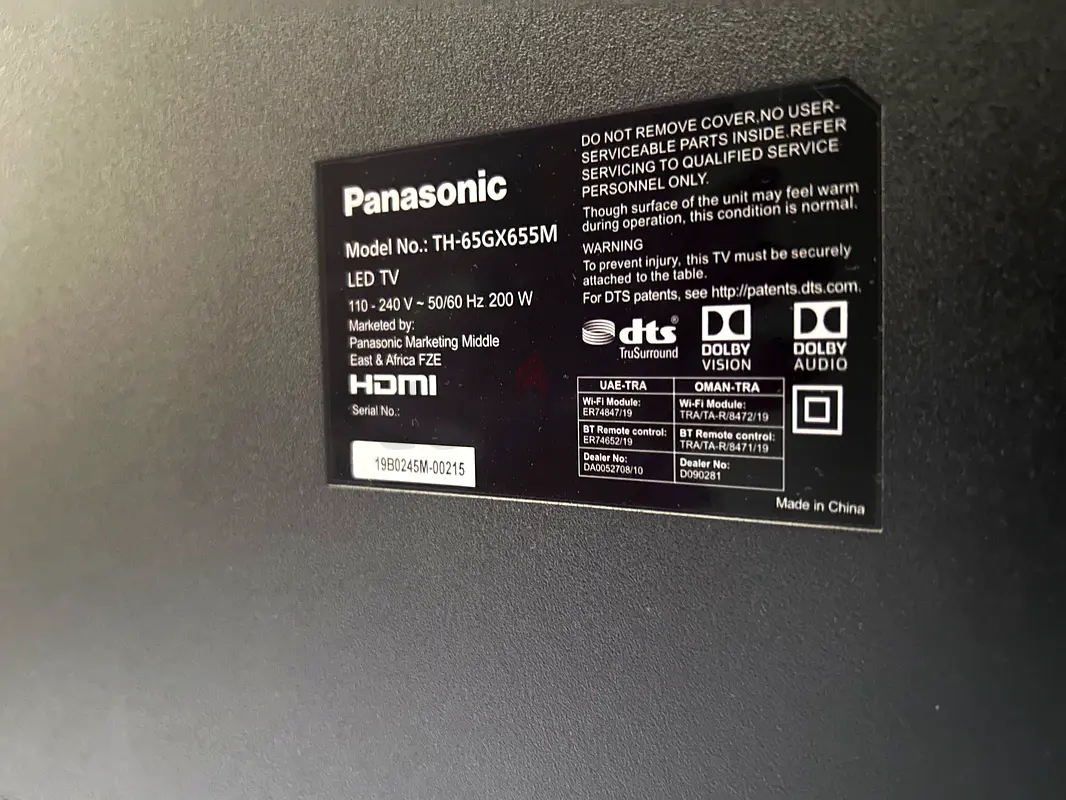 Panasonic
Model No.: TH-65GX655M
LED TV
110 - 240 V ~ 50/60 Hz 200 W
Marketed by:
Panasonic Marketing Middle
East & Africa FZE
HDMI
Serial No.:
19B0245M-00215
DO NOT REMOVE COVER,NO USER-
SERVICEABLE PARTS INSIDE.REFER
SERVICING TO QUALIFIED SERVICE
PERSONNEL ONLY.
Though surface of the unit may feel warm
during operation, this condition is normal.
WARNING
To prevent injury, this TV must be securely
attached to the table.
For DTS patents, see http://patents.dts.com.
dts®
TruSurround
DOLBY
VISION
DOLBY
AUDIO
UAE-TRA
Wi-Fi Module:
ER74847/19
BT Remote control:
ER74652/19
Dealer No:
DA0052708/10
OMAN-TRA
Wi-Fi Module:
TRA/TA-R/8472/19
BT Remote control:
TRA/TA-R/8471/19
Dealer No:
D090281
Made in China